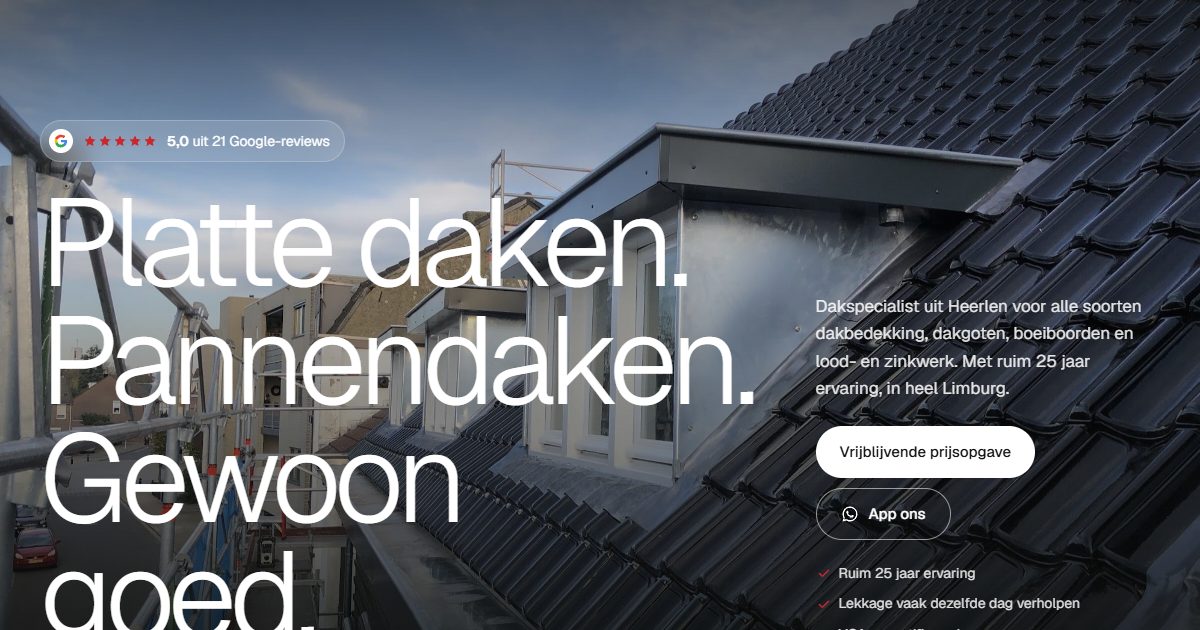 5,0 uit 21 Google-reviews
Platte daken.
Pannendaken.
Gewoon
goed.
Dakspecialist uit Heerlen voor alle soorten
dakbedekking, dakgoten, boeiboorden en
lood- en zinkwerk. Met ruim 25 jaar
ervaring, in heel Limburg.
Vrijblijvende prijsopgave
App ons
Ruim 25 jaar ervaring
Lekkage vaak dezelfde dag verholpen